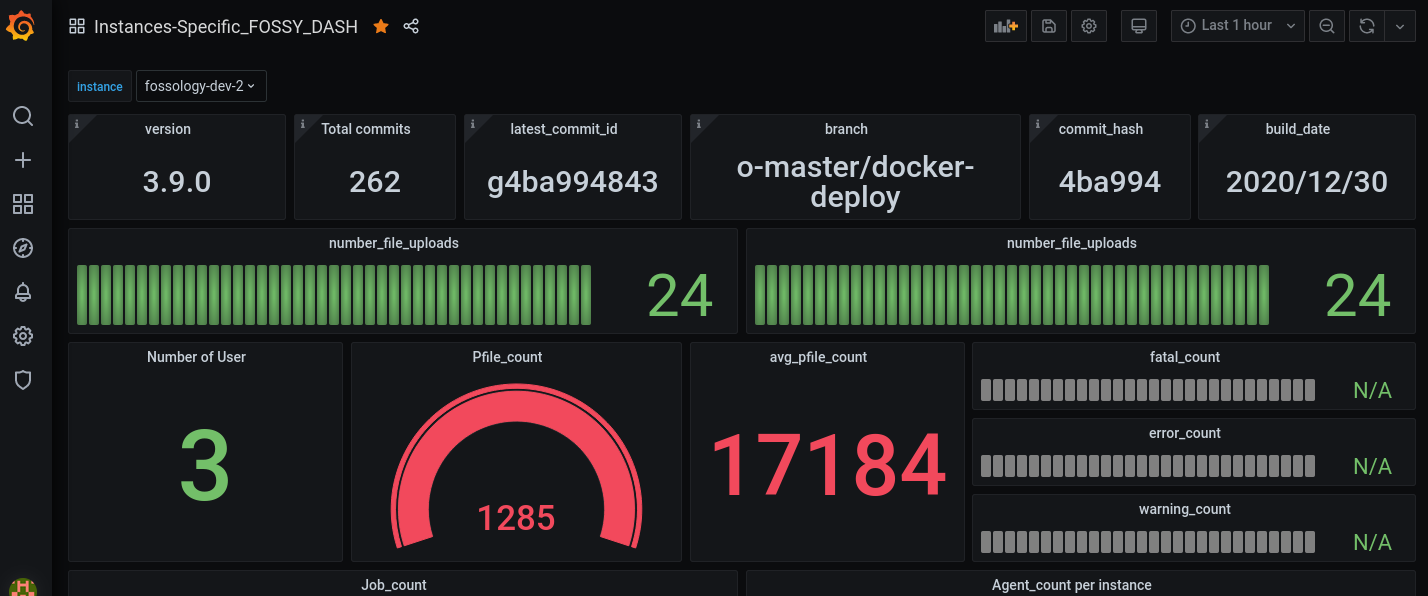 Instances-Specific_FOSSY_DASH
Last 1 hour
instance
fossology-dev-2
version
3.9.0
Total commits
262
latest_commit_id
g4ba994843
branch
o-master/docker-
deploy
commit_hash
4ba994
build_date
2020/12/30
number_file_uploads
24
number_file_uploads
24
Number of User
3
Pfile_count
1285
avg_pfile_count
17184
fatal_count
N/A
error_count
N/A
warning_count
N/A
Job_count
Agent_count per instance